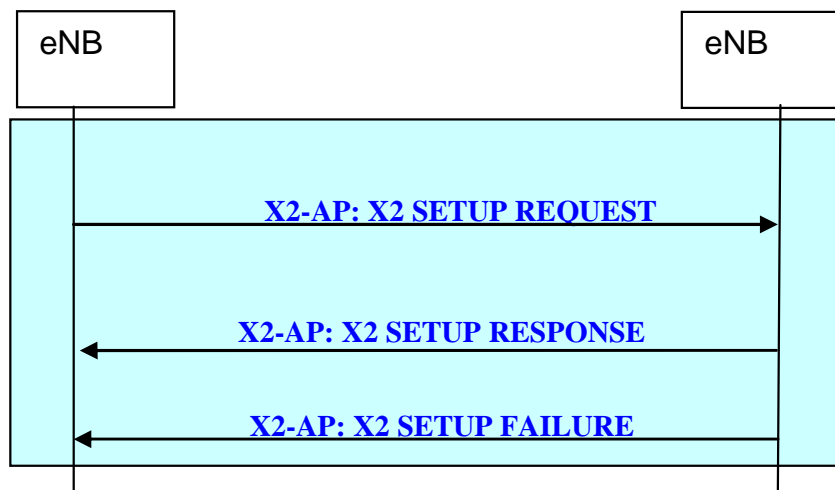 eNB
eNB
X2-AP: X2 SETUP REQUEST
X2-AP: X2 SETUP RESPONSE
X2-AP: X2 SETUP FAILURE